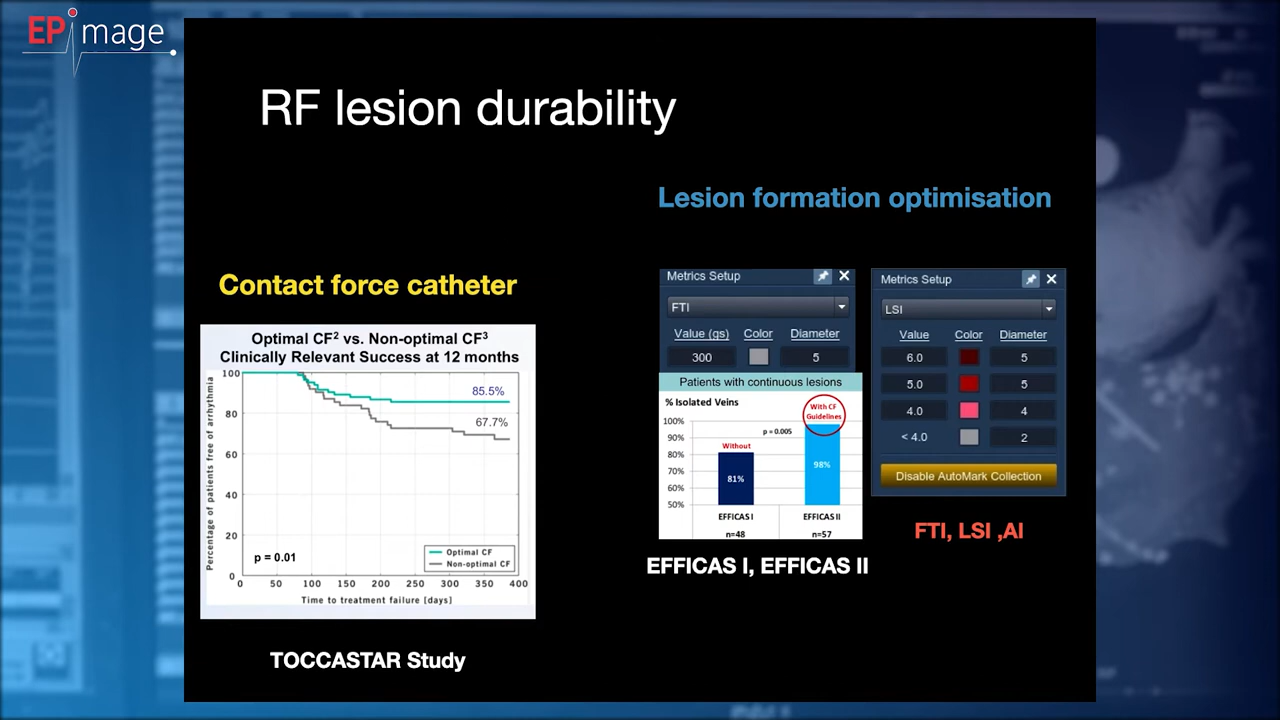 EPimage
RF lesion durability
Lesion formation optimisation
Contact force catheter
Optimal CF² vs. Non-optimal CF³
Clinically Relevant Success at 12 months
Percentage of patients free of arrhythmia
100
80
60
40
20
0
85.5%
67.7%
p = 0.01
Optimal CF
Non-optimal CF
0 50 100 150 200 250 300 350 400
Time to treatment failure [days]
TOCCASTAR Study
Metrics Setup
FTI
Value (gs) Color Diameter
300 5
Patients with continuous lesions
% Isolated Veins
With CF
Guidelines
100%
90%
80%
70%
60%
50%
p = 0.005
Without
81%
98%
EFFICAS I EFFICAS II
n=48 n=57
EFFICAS I, EFFICAS II
Metrics Setup
LSI
Value Color Diameter
6.0 5
5.0 5
4.0 4
< 4.0 2
Disable AutoMark Collection
FTI, LSI ,AI